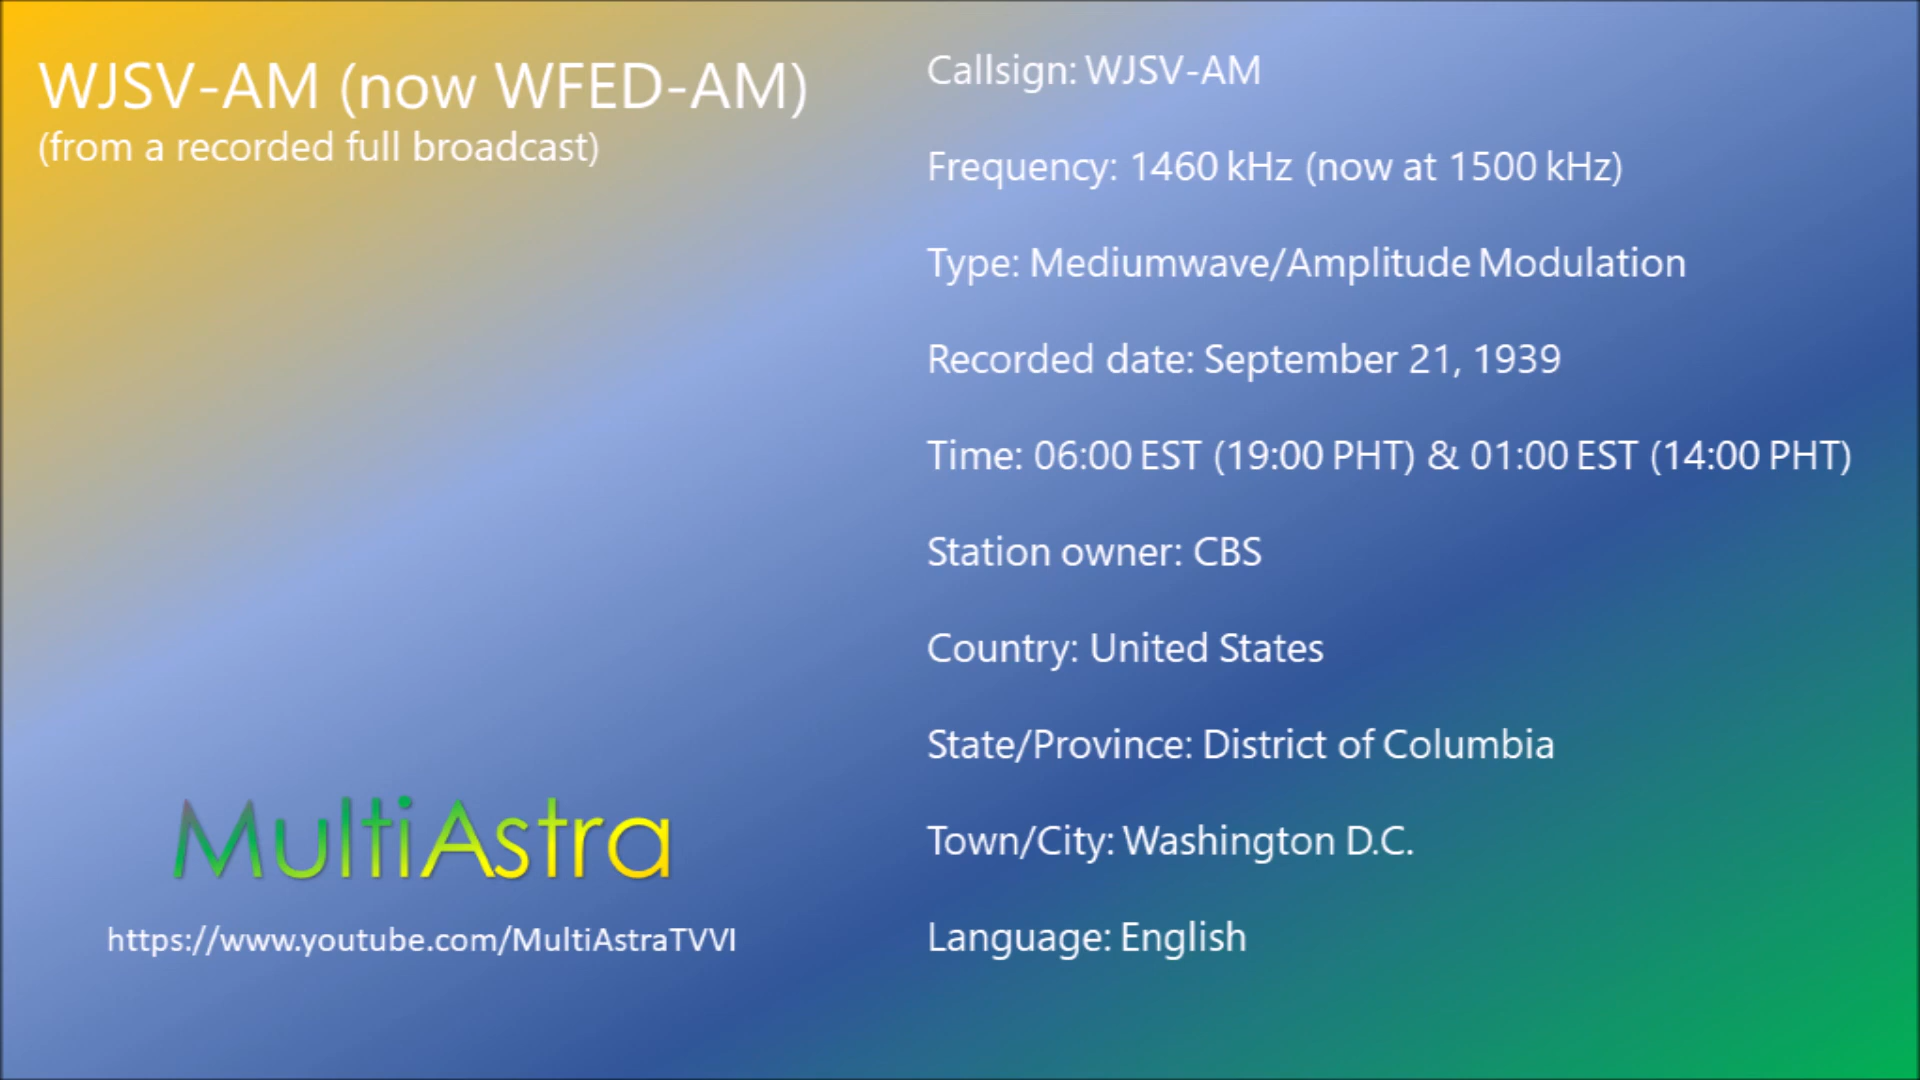 WJSV-AM (now WFED-AM)
(from a recorded full broadcast)
Callsign: WJSV-AM
Frequency: 1460 kHz (now at 1500 kHz)
Type: Mediumwave/Amplitude Modulation
Recorded date: September 21, 1939
Time: 06:00 EST (19:00 PHT) & 01:00 EST (14:00 PHT)
Station owner: CBS
Country: United States
State/Province: District of Columbia
Town/City: Washington D.C.
Language: English
MultiAstra
https://www.youtube.com/MultiAstraTVVI